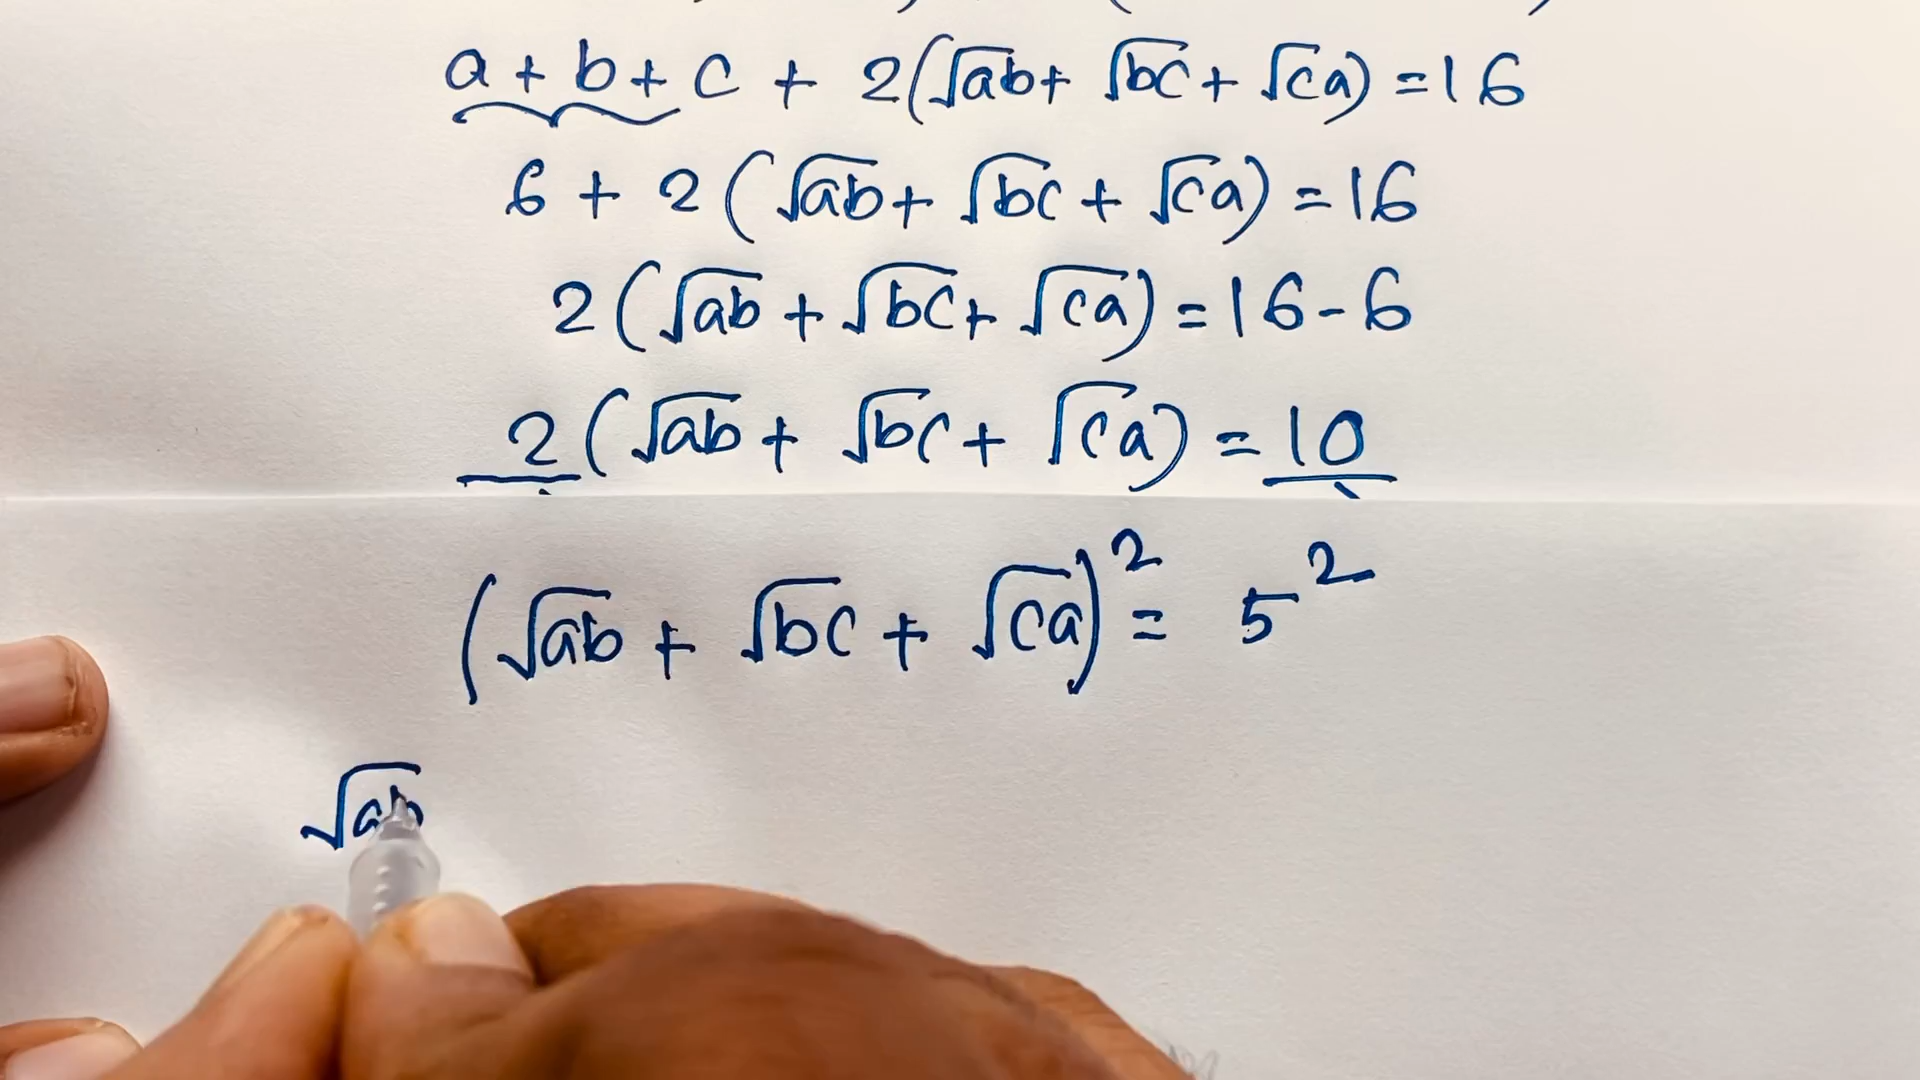 a + b + c + 2(√ab + √bc + √ca) = 16
6 + 2(√ab + √bc + √ca) = 16
2(√ab + √bc + √ca) = 16 - 6
2(√ab + √bc + √ca) = 10
(√ab + √bc + √ca)² = 5²
√ab